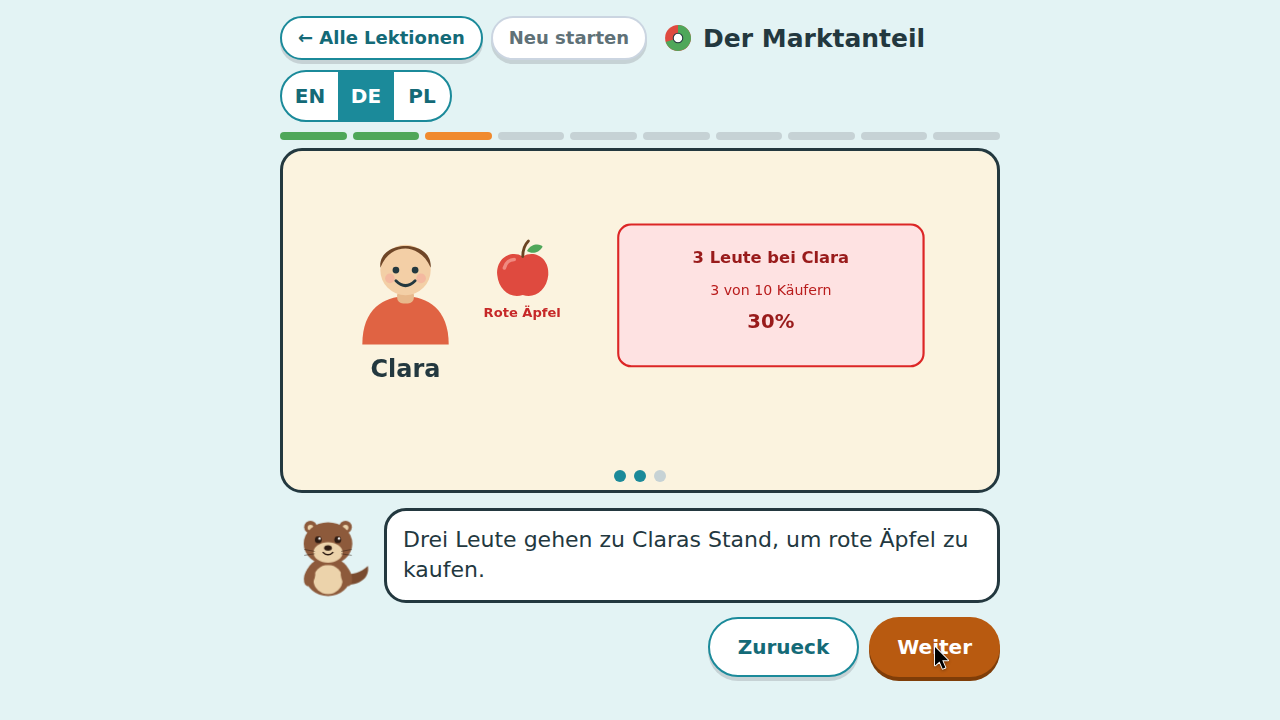 ← Alle Lektionen
Neu starten
Der Marktanteil
EN DE PL
3 Leute bei Clara
3 von 10 Käufern
30%
Rote Äpfel
Clara
Drei Leute gehen zu Claras Stand, um rote Äpfel zu
kaufen.
Zurueck
Weiter